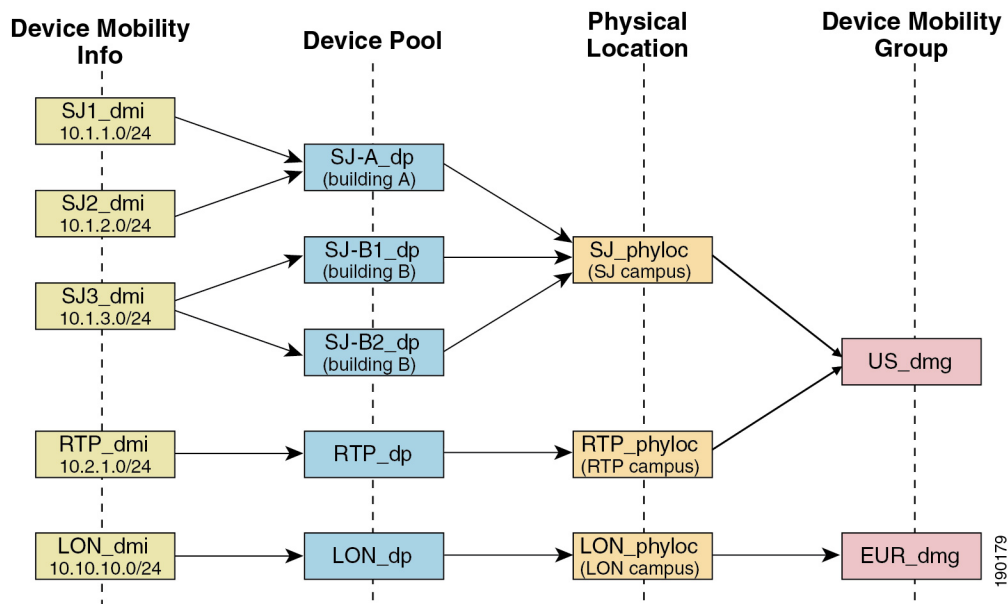 Device Mobility
Info
Device Pool
Physical
Location
Device Mobility
Group
SJ1_dmi
10.1.1.0/24
SJ2_dmi
10.1.2.0/24
SJ3_dmi
10.1.3.0/24
RTP_dmi
10.2.1.0/24
LON_dmi
10.10.10.0/24
SJ-A_dp
(building A)
SJ-B1_dp
(building B)
SJ-B2_dp
(building B)
RTP_dp
LON_dp
SJ_phyloc
(SJ campus)
RTP_phyloc
(RTP campus)
LON_phyloc
(LON campus)
US_dmg
EUR_dmg
190179